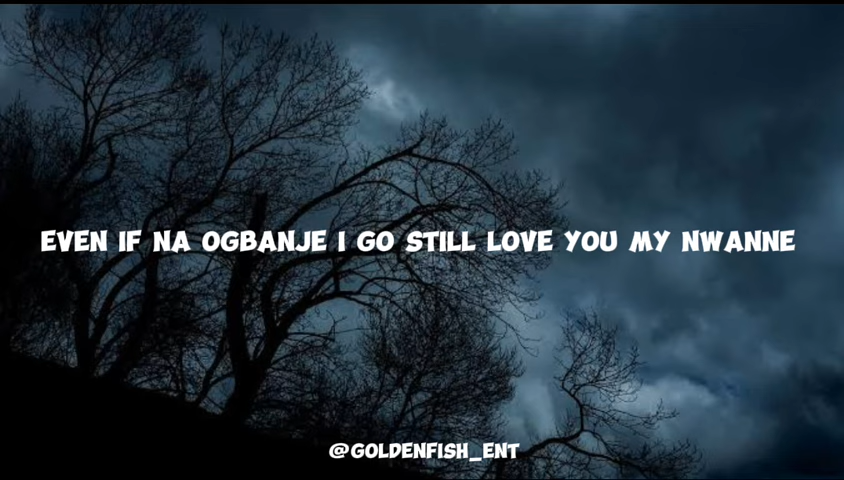 EVEN IF NA OGBANJE I GO STILL LOVE YOU MY NWANNE
@GOLDENFISH_ENT